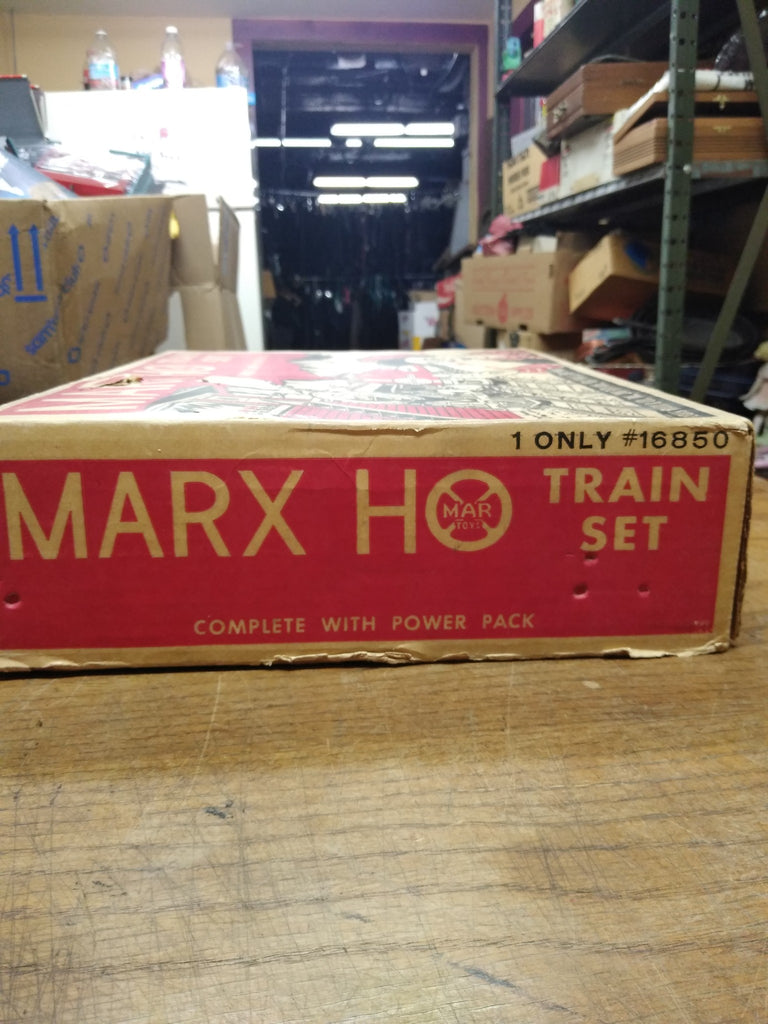 1 ONLY #16850
MARX HO TRAIN
SET
MAR
TOYS
COMPLETE WITH POWER PACK